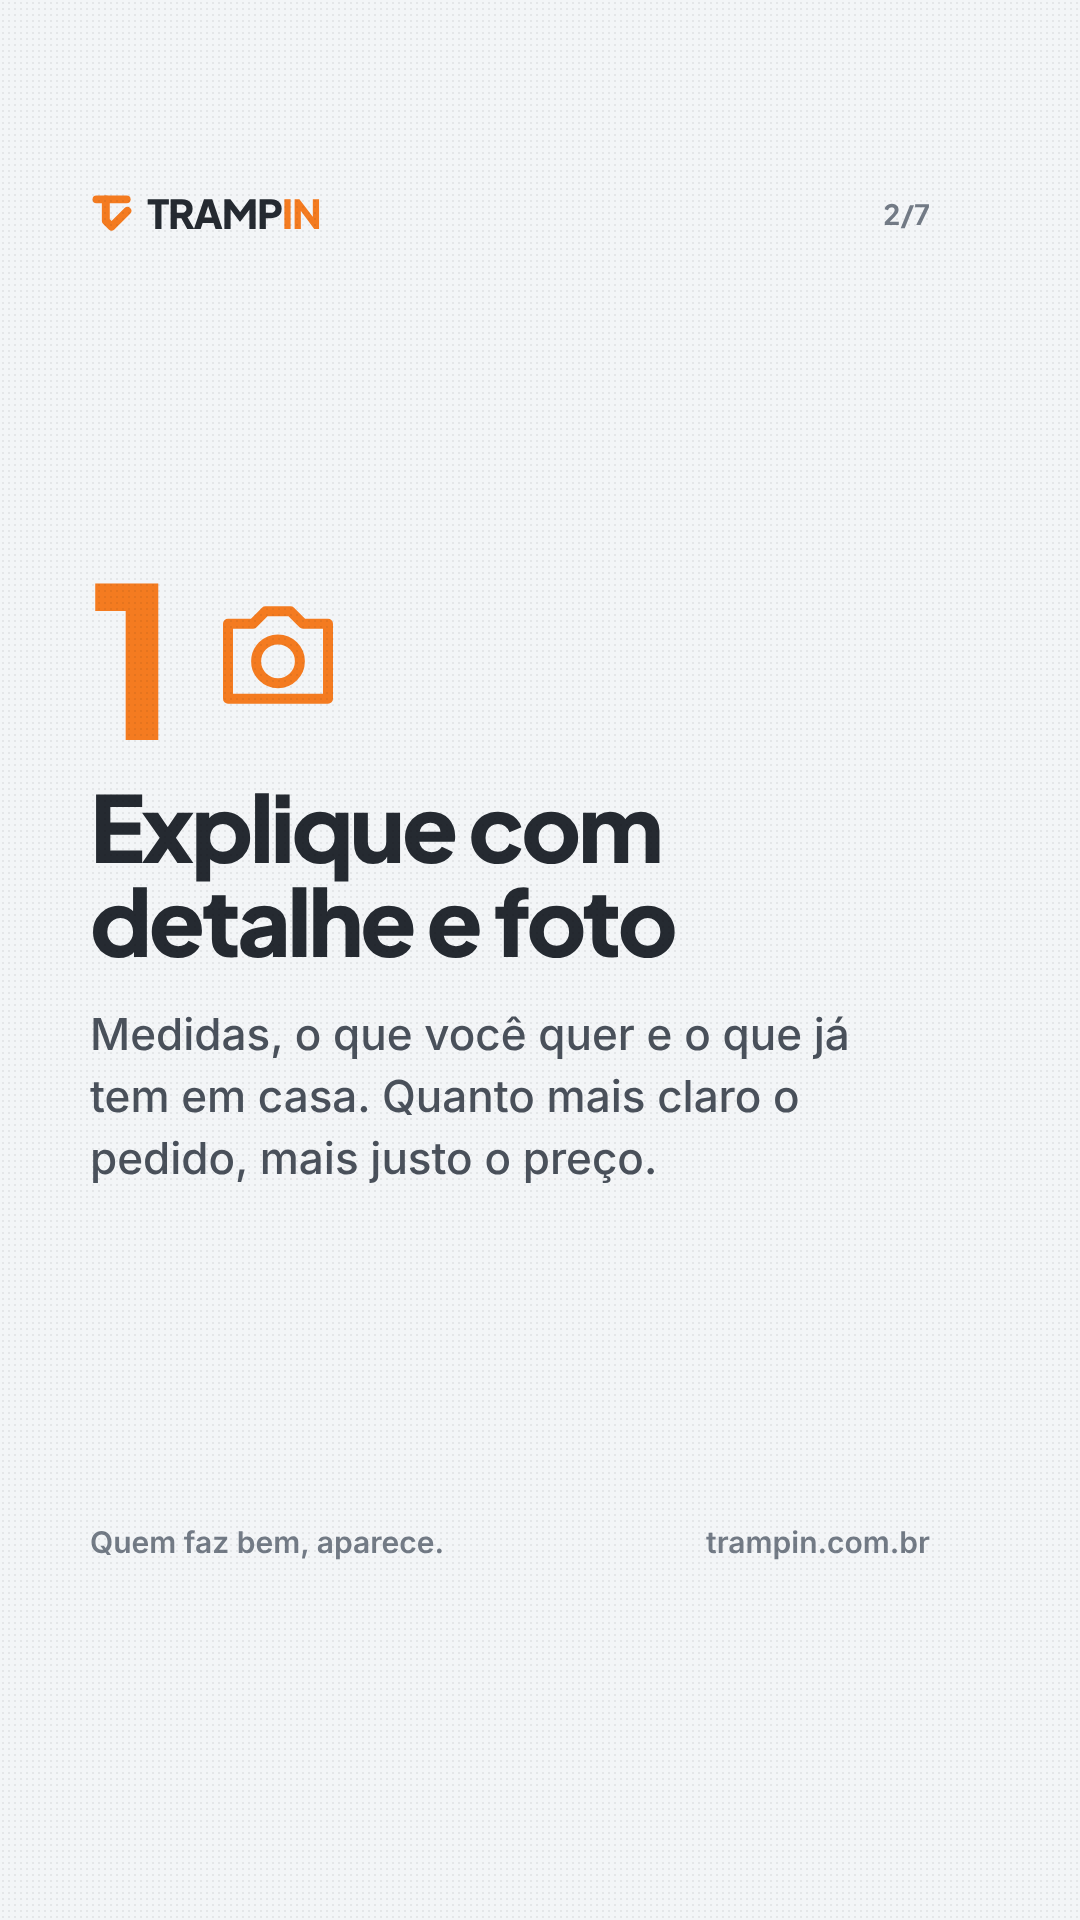 TRAMPIN
2/7
1
Explique com
detalhe e foto
Medidas, o que você quer e o que já
tem em casa. Quanto mais claro o
pedido, mais justo o preço.
Quem faz bem, aparece.
trampin.com.br